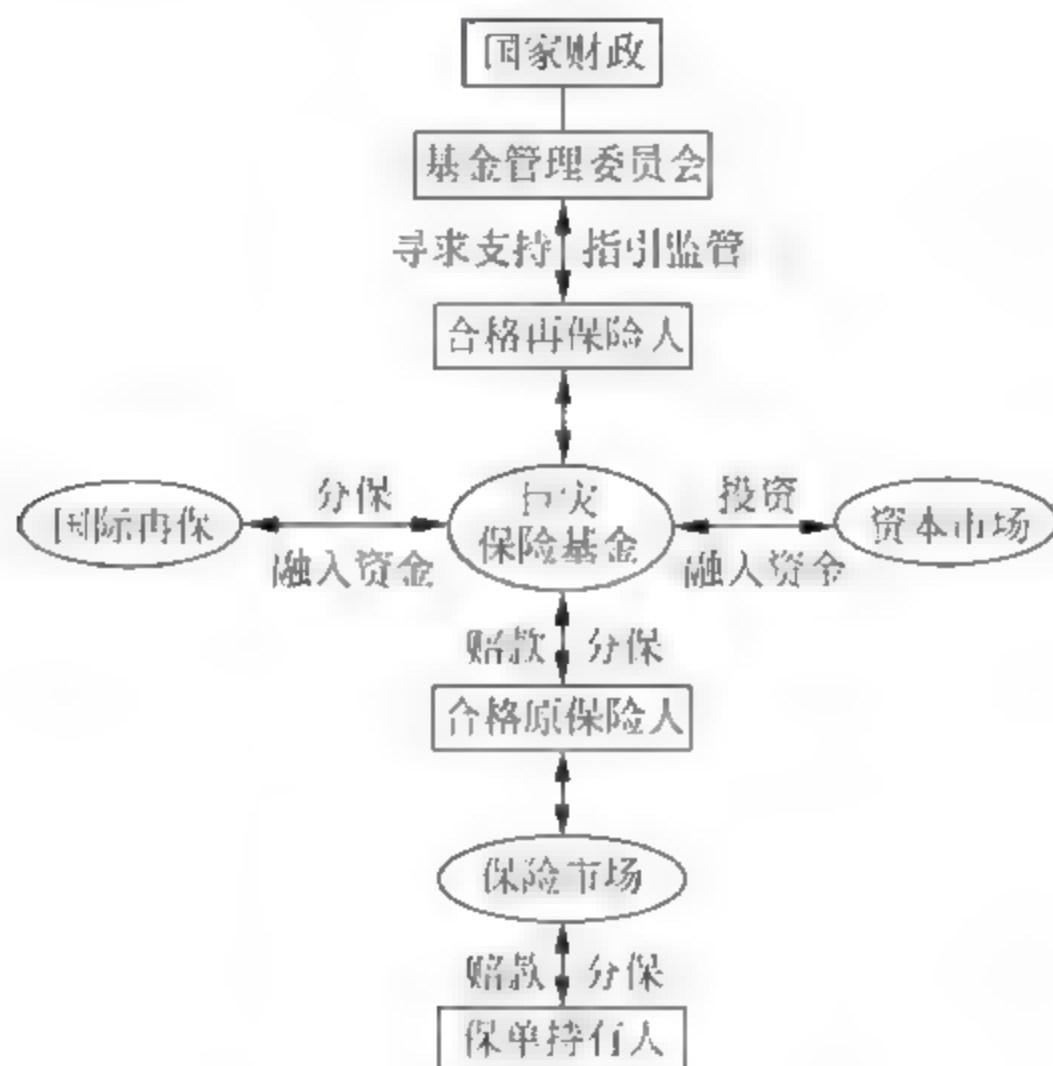 国家财政
基金管理委员会
寻求支持 指引监管
合格再保险人
分保
投资
国际再保
巨灾
保险基金
资本市场
融入资金
融入资金
赔款 分保
合格原保险人
保险市场
赔款 分保
保单持有人